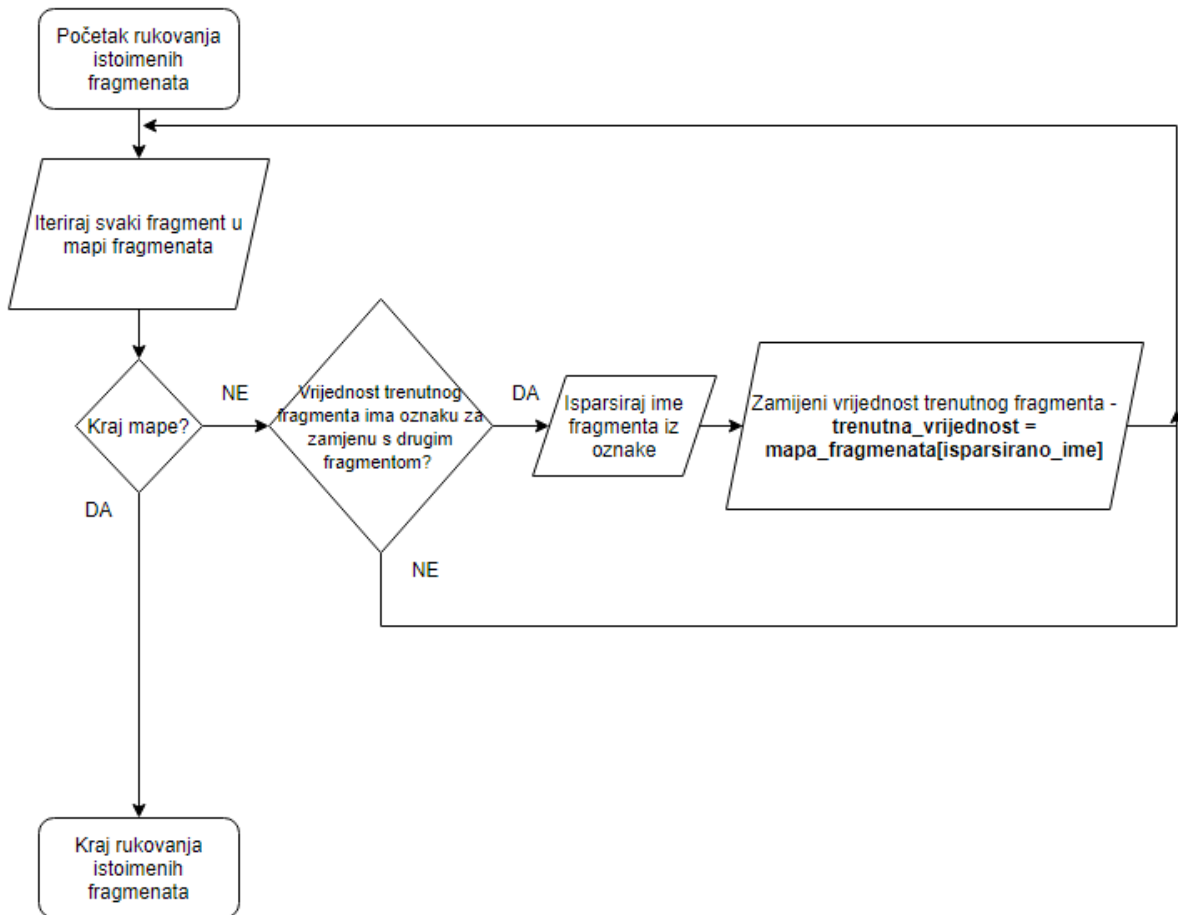 Početak rukovanja
istoimenih
fragmenata
Iteriraj svaki fragment u
mapi fragmenata
Kraj mape?
NE
Vrijednost trenutnog
fragmenta ima oznaku za
zamjenu s drugim
fragmentom?
DA
Isparsiraj ime
fragmenta iz
oznake
Zamijeni vrijednost trenutnog fragmenta -
trenutna_vrijednost =
mapa_fragmenata[isparsirano_ime]
DA
NE
Kraj rukovanja
istoimenih
fragmenata